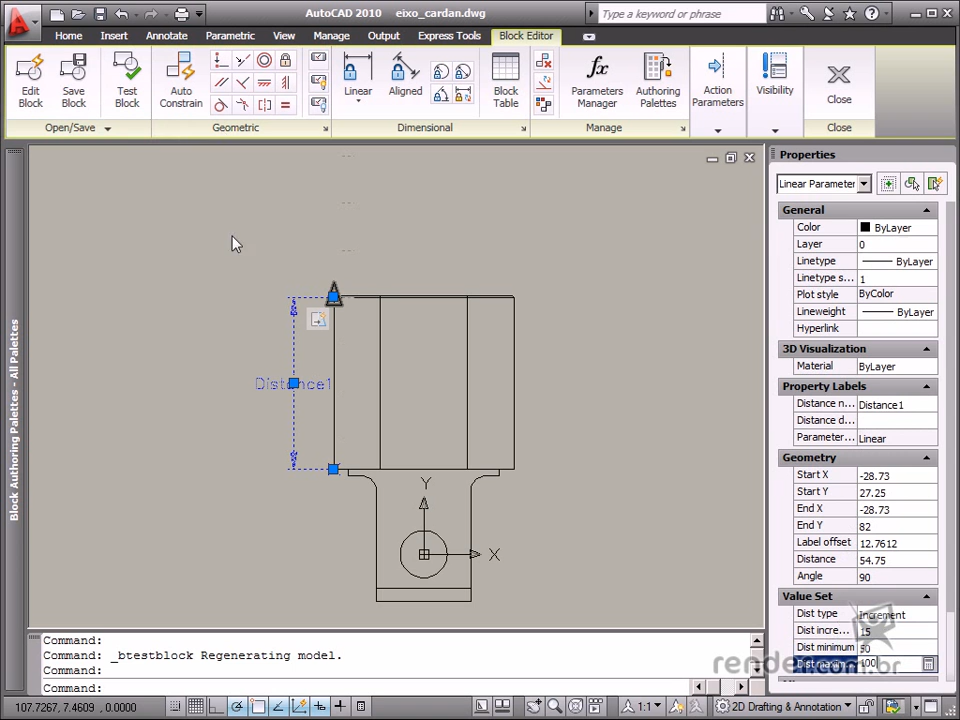 AutoCAD 2010 eixo_cardan.dwg
Type a keyword or phrase
Home Insert Annotate Parametric View Manage Output Express Tools Block Editor
Edit Block
Save Block
Test Block
Auto Constrain
Linear
Aligned
Block Table
Parameters Manager
Authoring Palettes
Action Parameters
Visibility
Close
Open/Save Geometric Dimensional Manage Close
Block Authoring Palettes - All Palettes
Distance1
Y
X
Properties
Linear Parameter
General
Color ByLayer
Layer 0
Linetype ByLayer
Linetype s... 1
Plot style ByColor
Lineweight ByLayer
Hyperlink
3D Visualization
Material ByLayer
Property Labels
Distance n... Distance1
Distance d...
Parameter... Linear
Geometry
Start X -28.73
Start Y 27.25
End X -28.73
End Y 82
Label offset 12.7612
Distance 54.75
Angle 90
Value Set
Dist type Increment
Dist incre... 15
Dist minimum 50
Dist maxim... 100
render.com.br
Command:
Command: _btestblock Regenerating model.
Command:
Command:
107.7267, 7.4609 , 0.0000
1:1
2D Drafting & Annotation